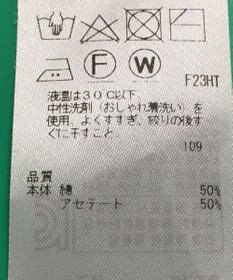 F W
F23HT
液温は30℃以下、
中性洗剤(おしゃれ着洗い)を
使用。よくすすぎ、絞りの後す
ぐに干すこと。
109
品質
本体 綿 50%
アセテート 50%